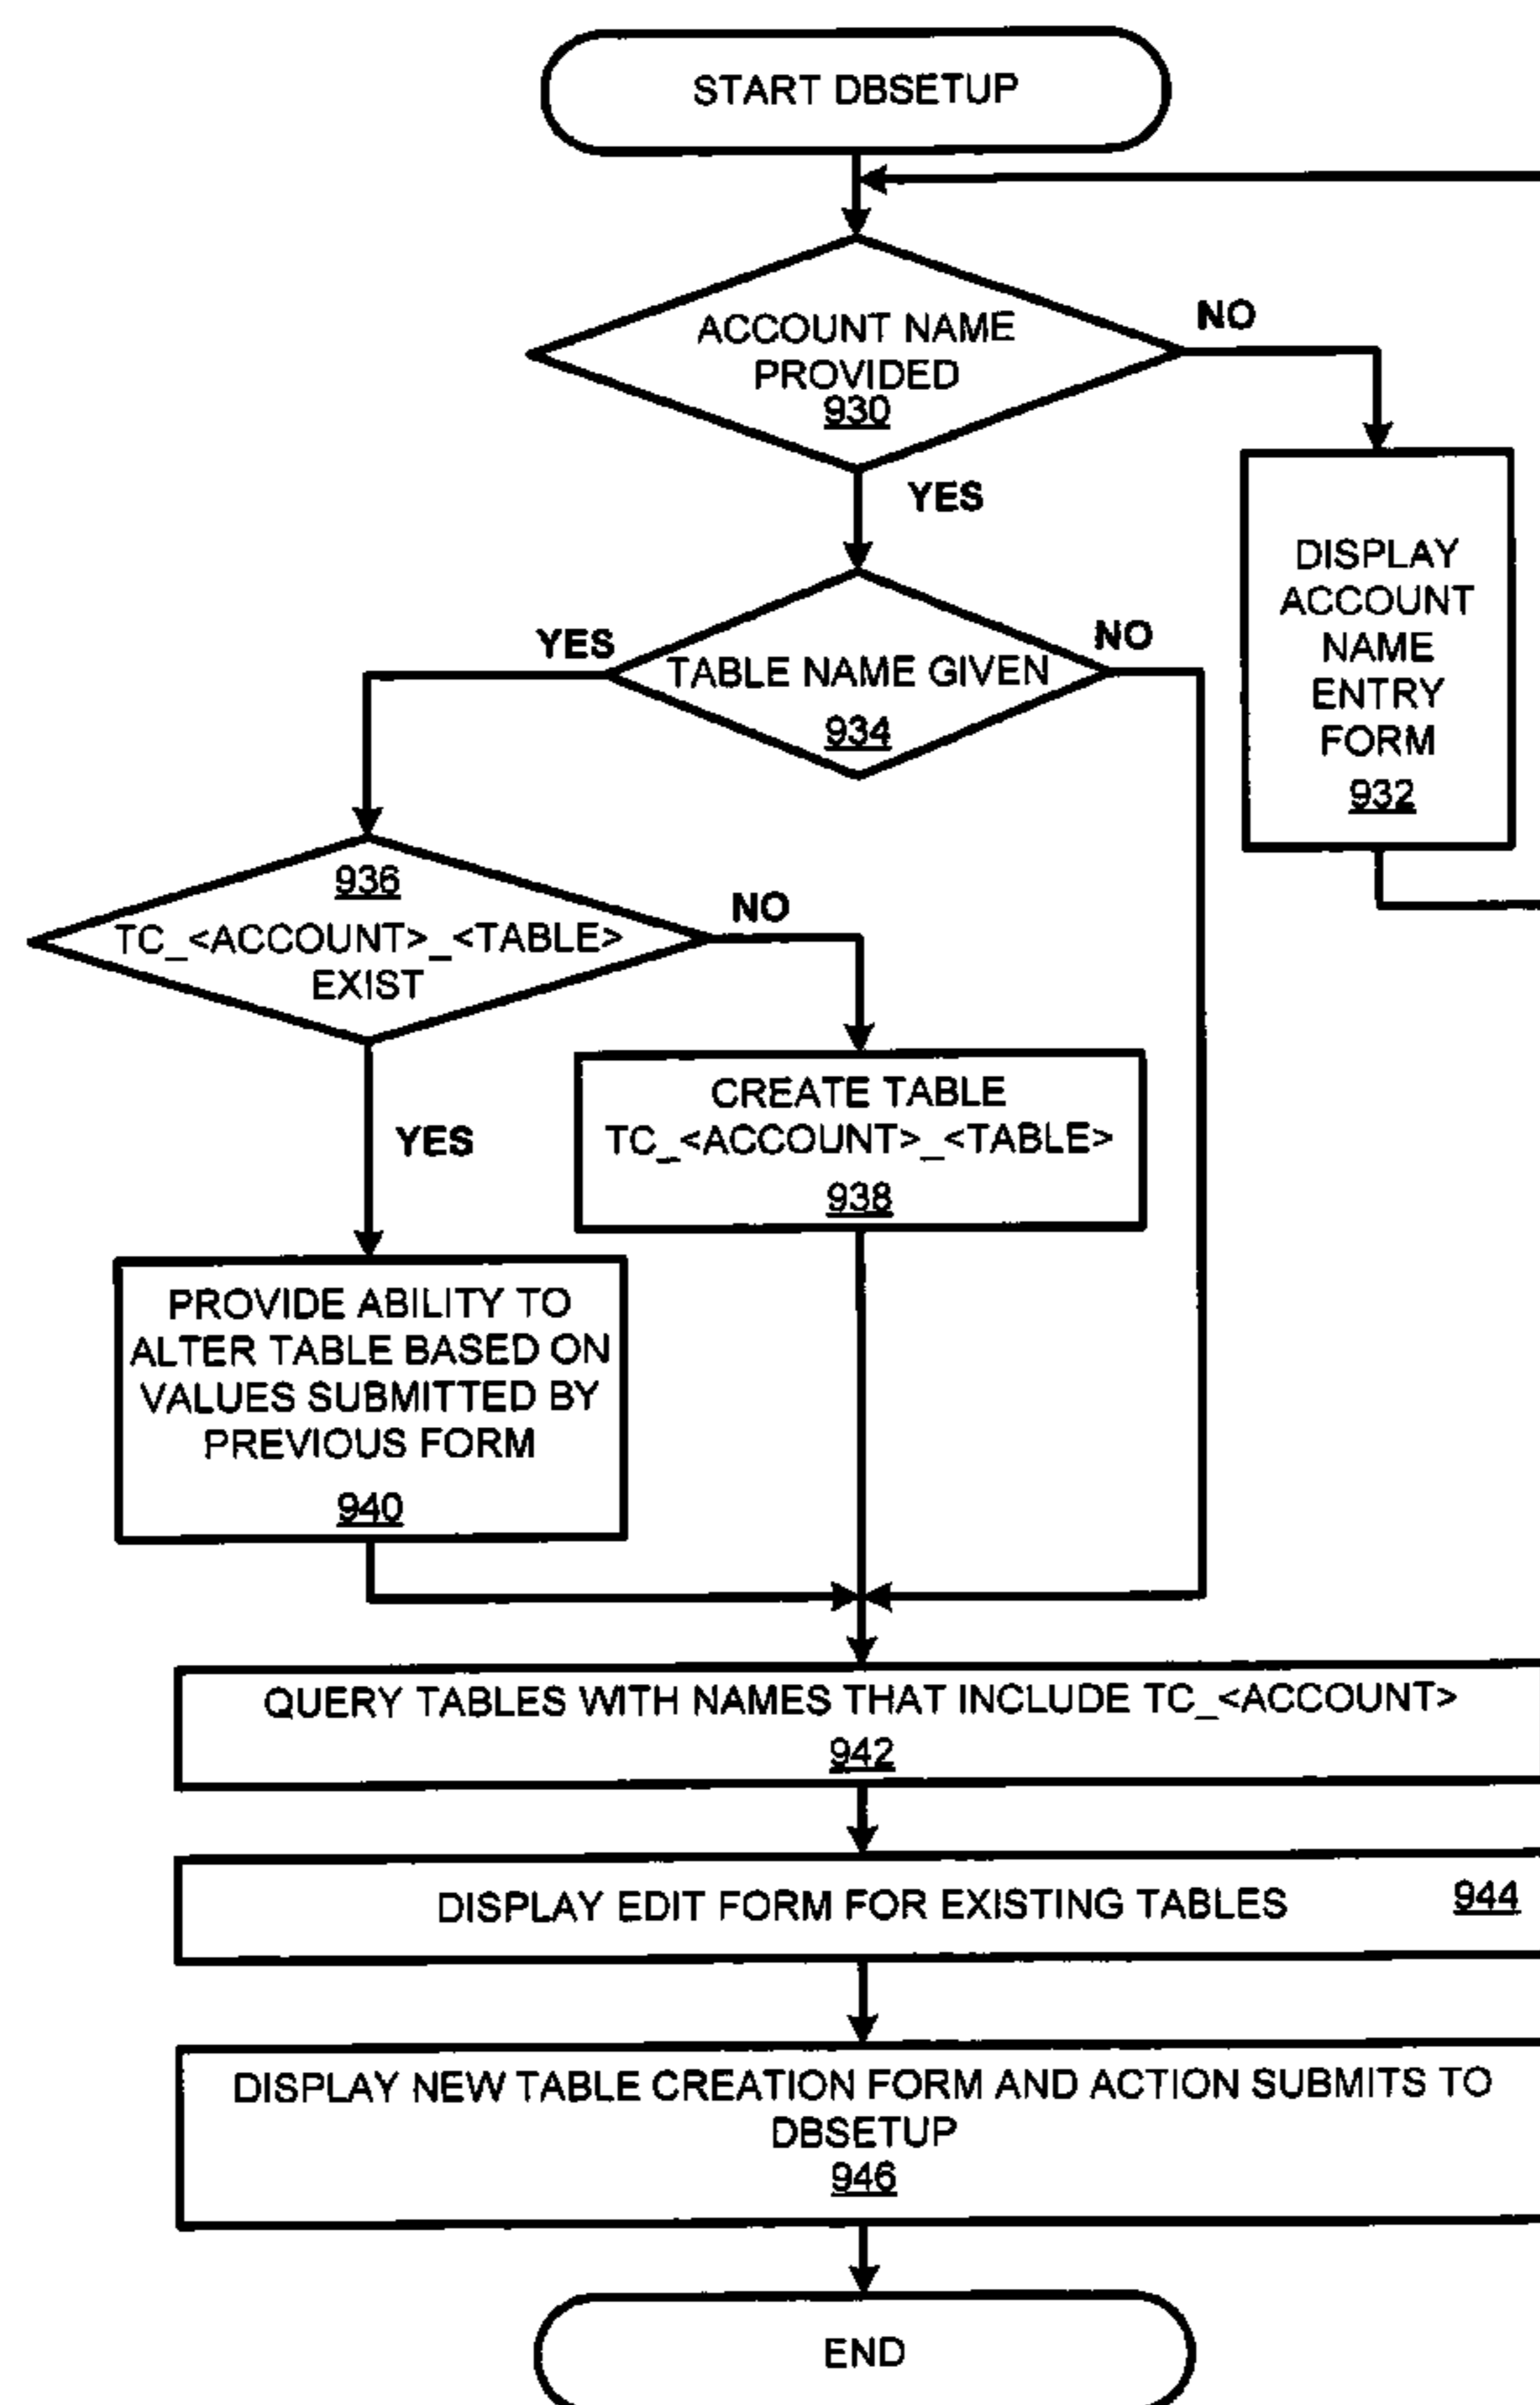 START DBSETUP
ACCOUNT NAME
PROVIDED
930
NO
YES
DISPLAY
ACCOUNT
NAME
ENTRY
FORM
932
YES
TABLE NAME GIVEN
934
NO
936
TC_<ACCOUNT>_<TABLE>
EXIST
NO
YES
CREATE TABLE
TC_<ACCOUNT>_<TABLE>
938
PROVIDE ABILITY TO
ALTER TABLE BASED ON
VALUES SUBMITTED BY
PREVIOUS FORM
940
QUERY TABLES WITH NAMES THAT INCLUDE TC_<ACCOUNT>
942
DISPLAY EDIT FORM FOR EXISTING TABLES 944
DISPLAY NEW TABLE CREATION FORM AND ACTION SUBMITS TO
DBSETUP
946
END